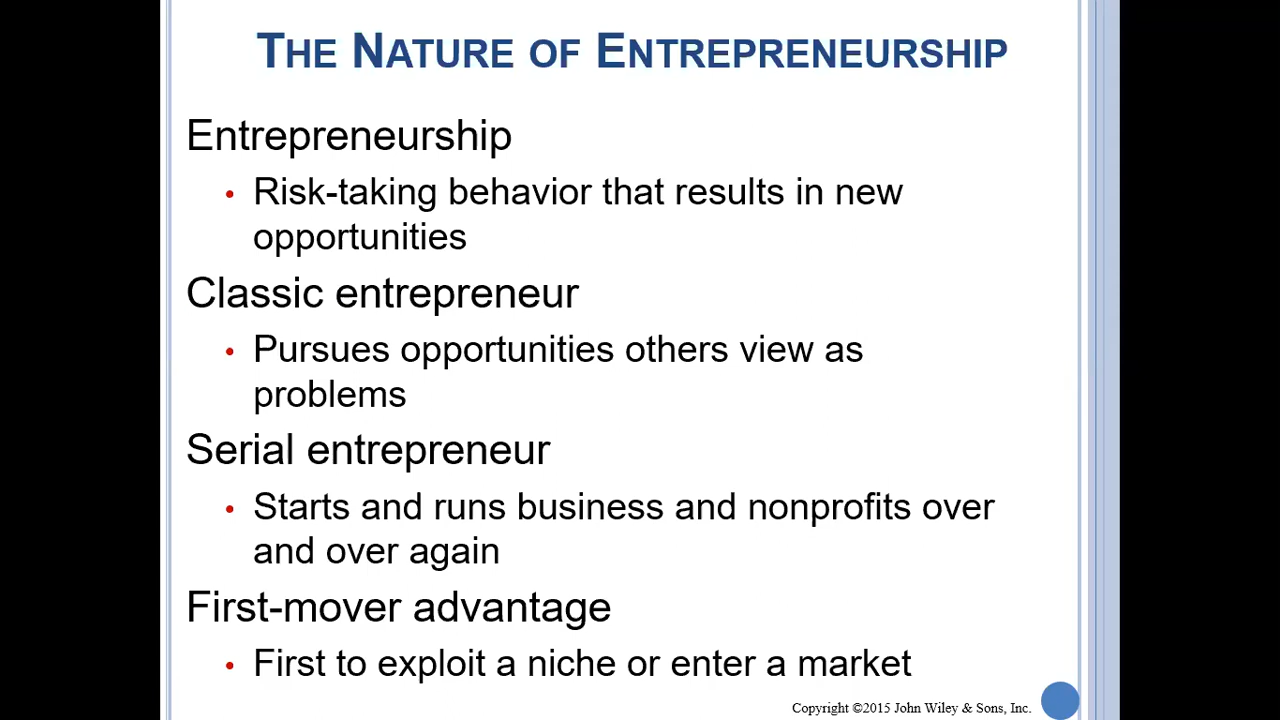 THE NATURE OF ENTREPRENEURSHIP
Entrepreneurship
• Risk-taking behavior that results in new
opportunities
Classic entrepreneur
• Pursues opportunities others view as
problems
Serial entrepreneur
• Starts and runs business and nonprofits over
and over again
First-mover advantage
• First to exploit a niche or enter a market
Copyright ©2015 John Wiley & Sons, Inc.